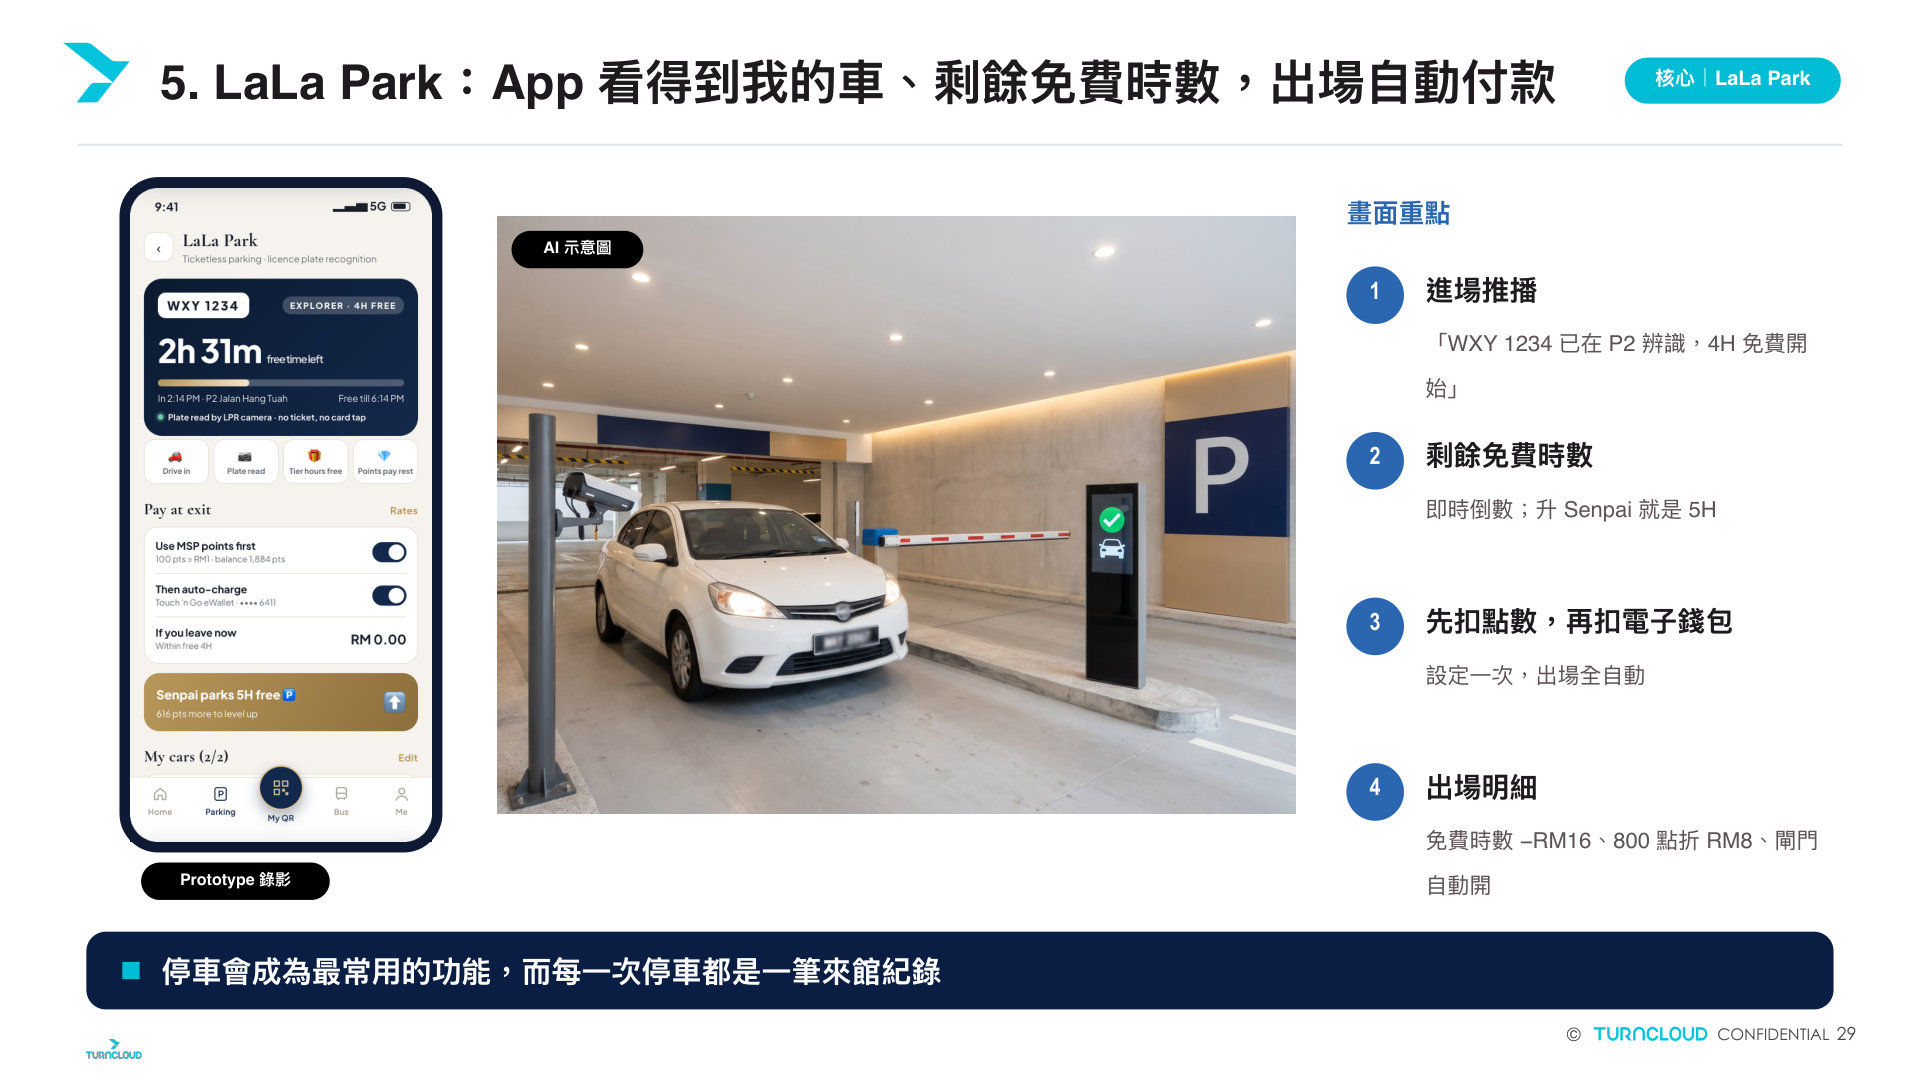 5. LaLa Park：App 看得到我的車、剩餘免費時數，出場自動付款
核心｜LaLa Park
9:41
5G
‹
LaLa Park
Ticketless parking · licence plate recognition
WXY 1234
EXPLORER · 4H FREE
2h 31m free time left
In 2:14 PM · P2 Jalan Hang Tuah
Free till 6:14 PM
Plate read by LPR camera · no ticket, no card tap
Drive in
Plate read
Tier hours free
Points pay rest
Pay at exit
Rates
Use MSP points first
100 pts = RM1 · balance 1,884 pts
Then auto-charge
Touch 'n Go eWallet · •••• 6411
If you leave now
Within free 4H
RM 0.00
Senpai parks 5H free 🅿
616 pts more to level up
My cars (2/2)
Edit
Home
Parking
My QR
Bus
Me
Prototype 錄影
AI 示意圖
P
畫面重點
1
進場推播
「WXY 1234 已在 P2 辨識，4H 免費開
始」
2
剩餘免費時數
即時倒數；升 Senpai 就是 5H
3
先扣點數，再扣電子錢包
設定一次，出場全自動
4
出場明細
免費時數 –RM16、800 點折 RM8、閘門
自動開
停車會成為最常用的功能，而每一次停車都是一筆來館紀錄
TURNCLOUD
© TURNCLOUD CONFIDENTIAL 29